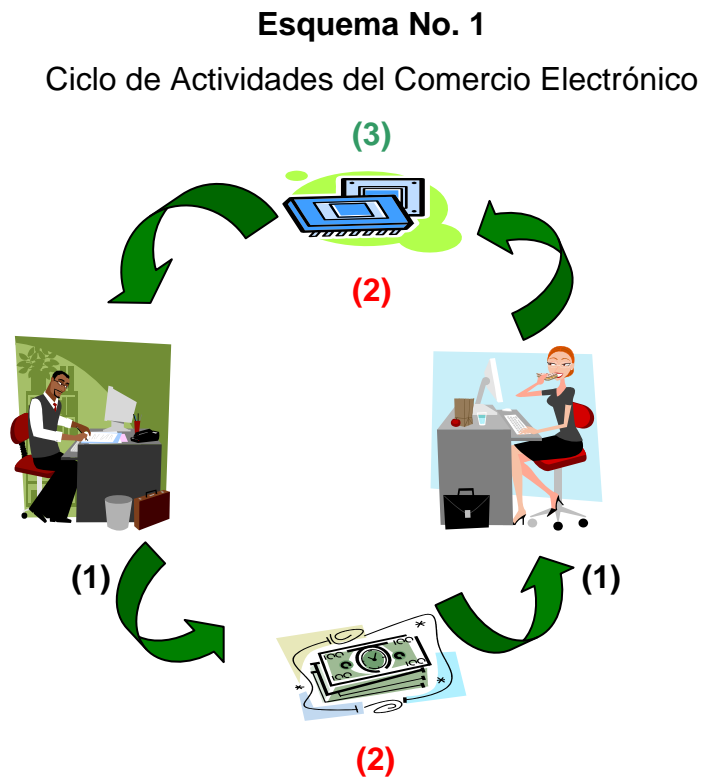 Esquema No. 1
Ciclo de Actividades del Comercio Electrónico
(3)
(2)
(1)
(1)
(2)